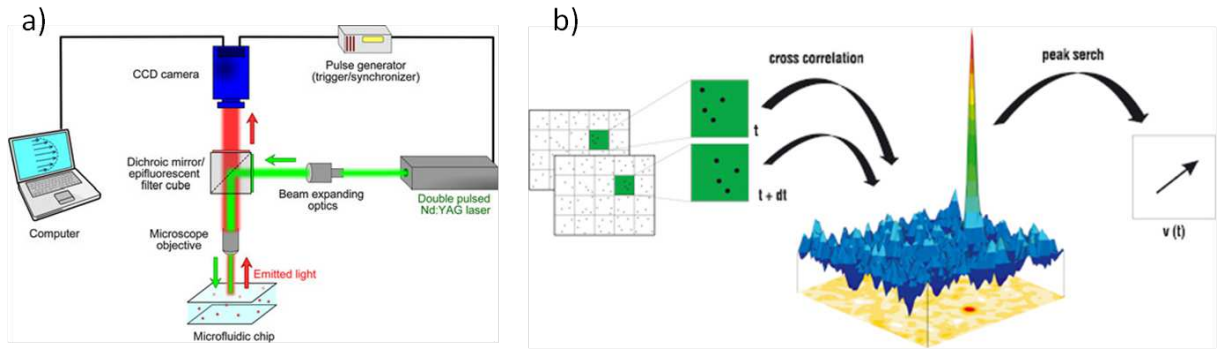 a)
CCD camera
Pulse generator
(trigger/synchronizer)
Dichroic mirror/
epifluorescent
filter cube
Beam expanding
optics
Double pulsed
Nd:YAG laser
Computer
Microscope
objective
Emitted light
Microfluidic chip
b)
cross correlation
peak serch
t
t + dt
v (t)